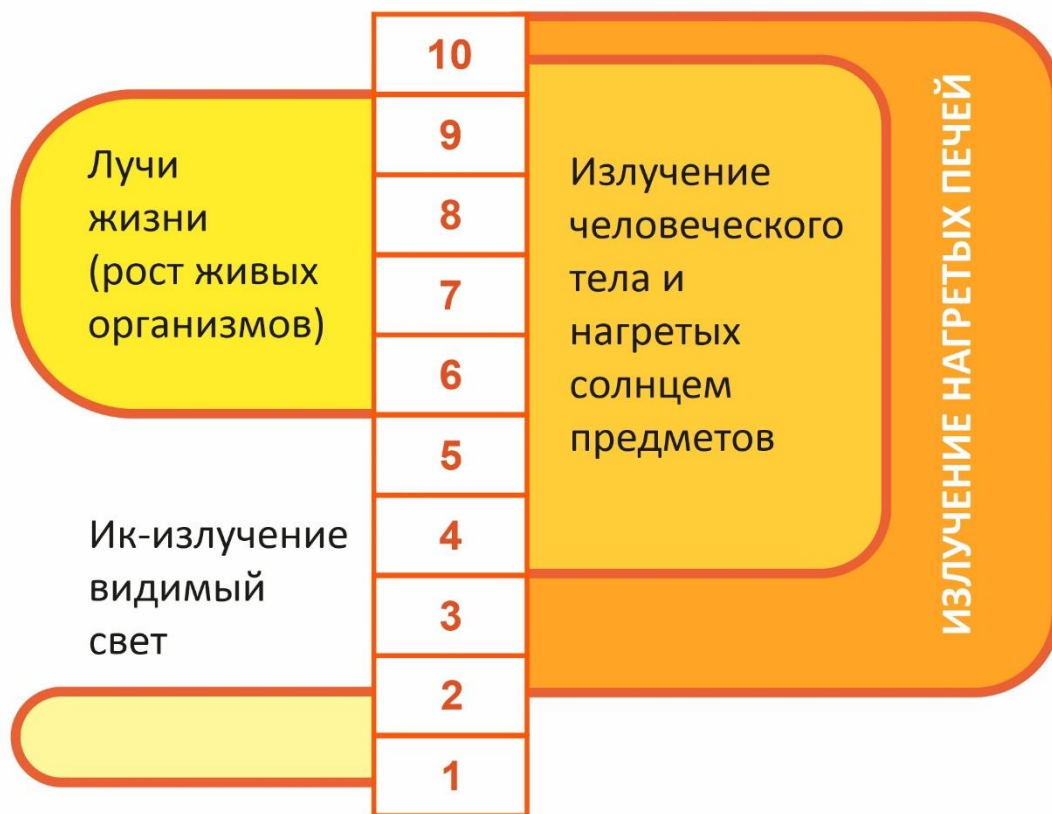 10
9
8
7
6
5
4
3
2
1
Лучи
жизни
(рост живых
организмов)
Ик-излучение
видимый
свет
Излучение
человеческого
тела и
нагретых
солнцем
предметов
ИЗЛУЧЕНИЕ НАГРЕТЫХ ПЕЧЕЙ